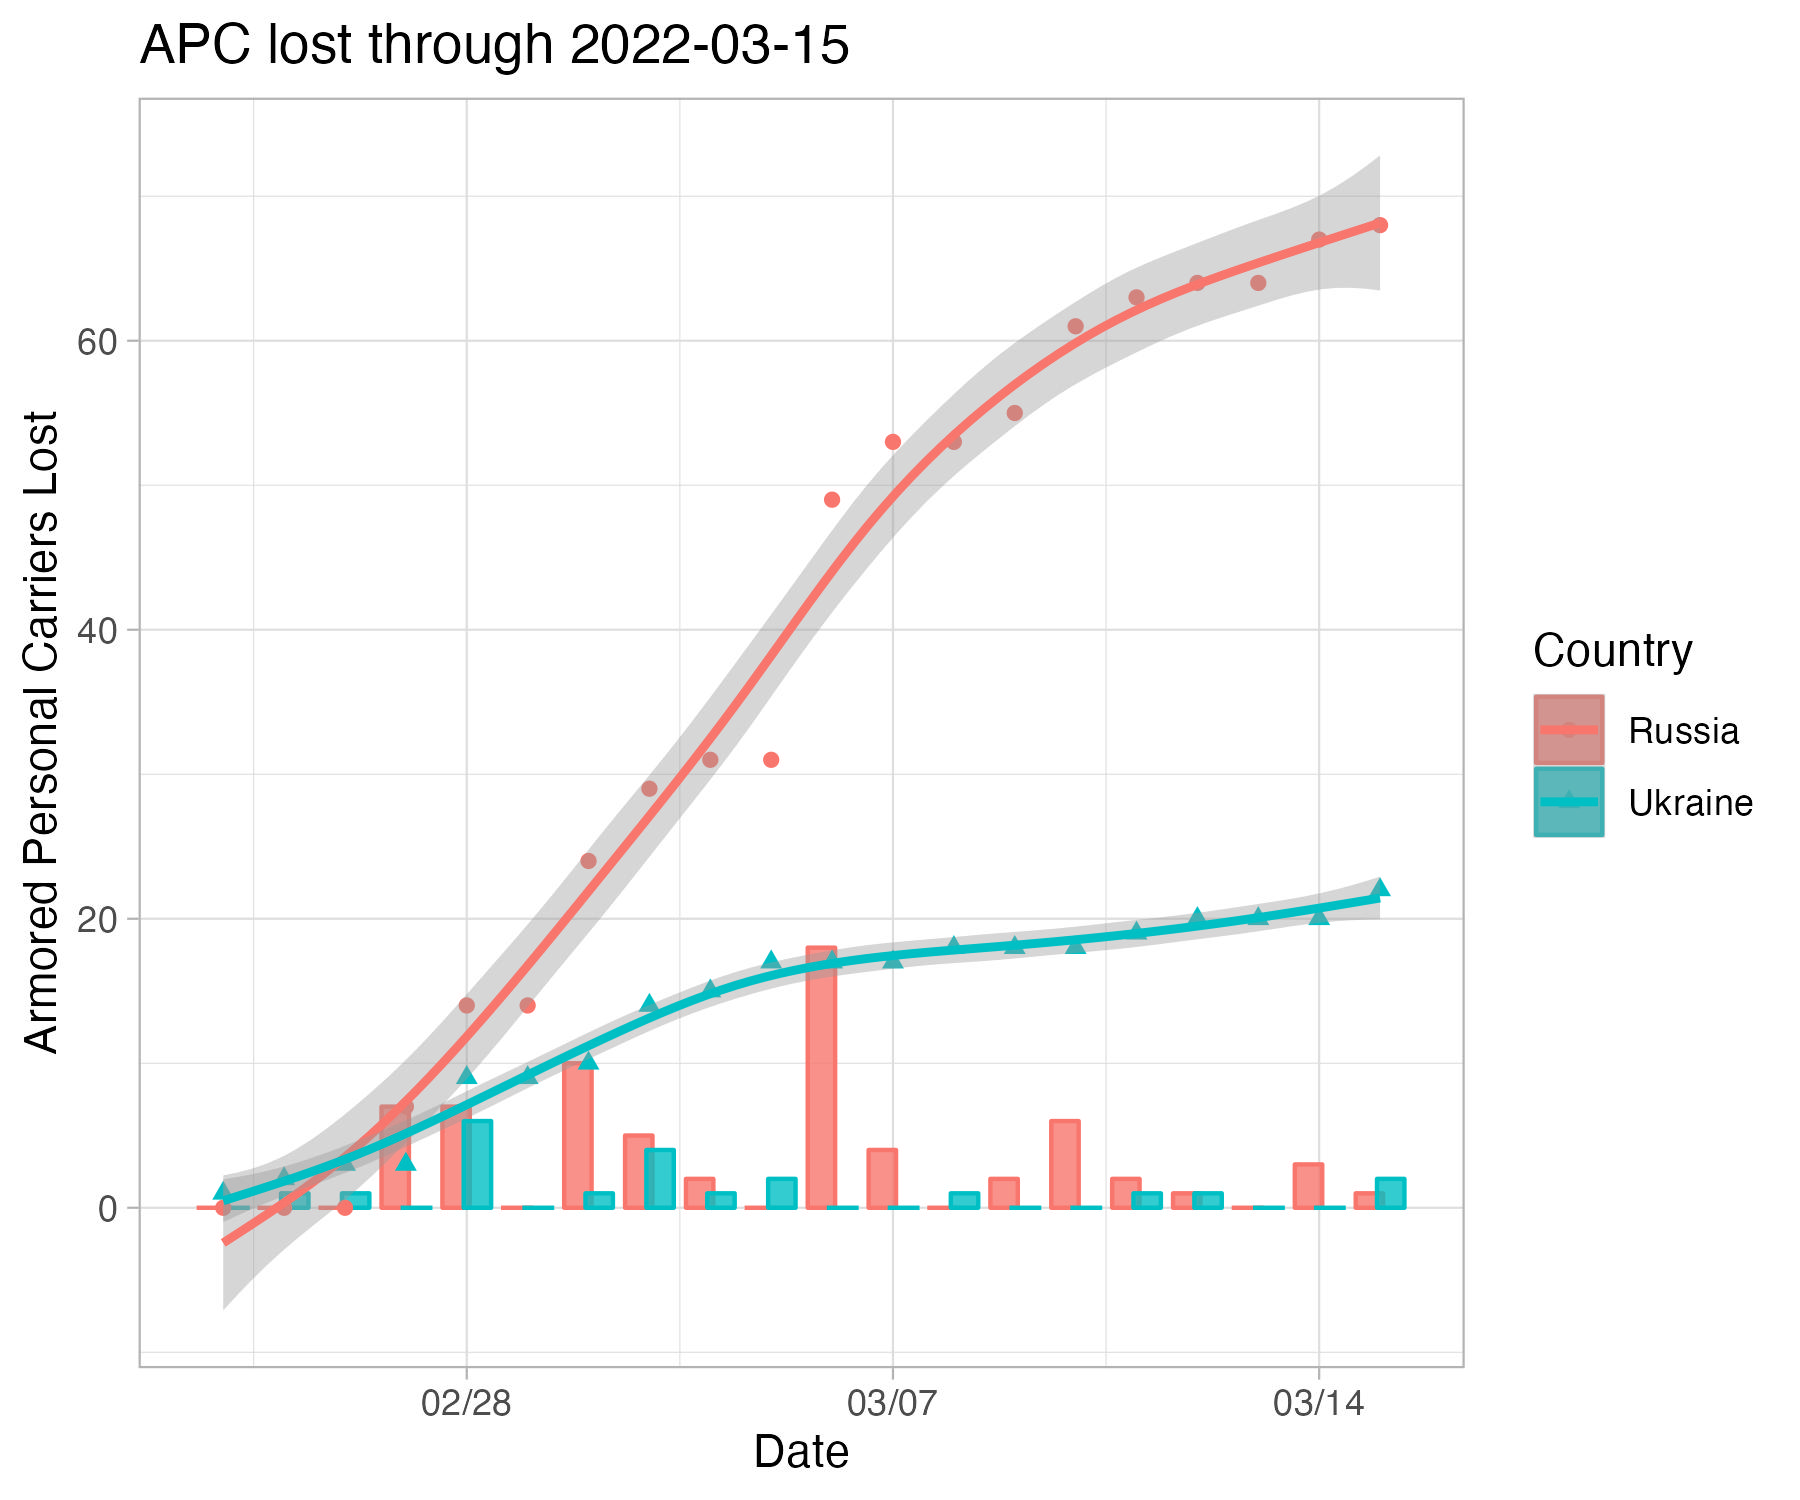 APC lost through 2022-03-15
Armored Personal Carriers Lost
60
40
20
0
02/28
03/07
03/14
Date
Country
Russia
Ukraine